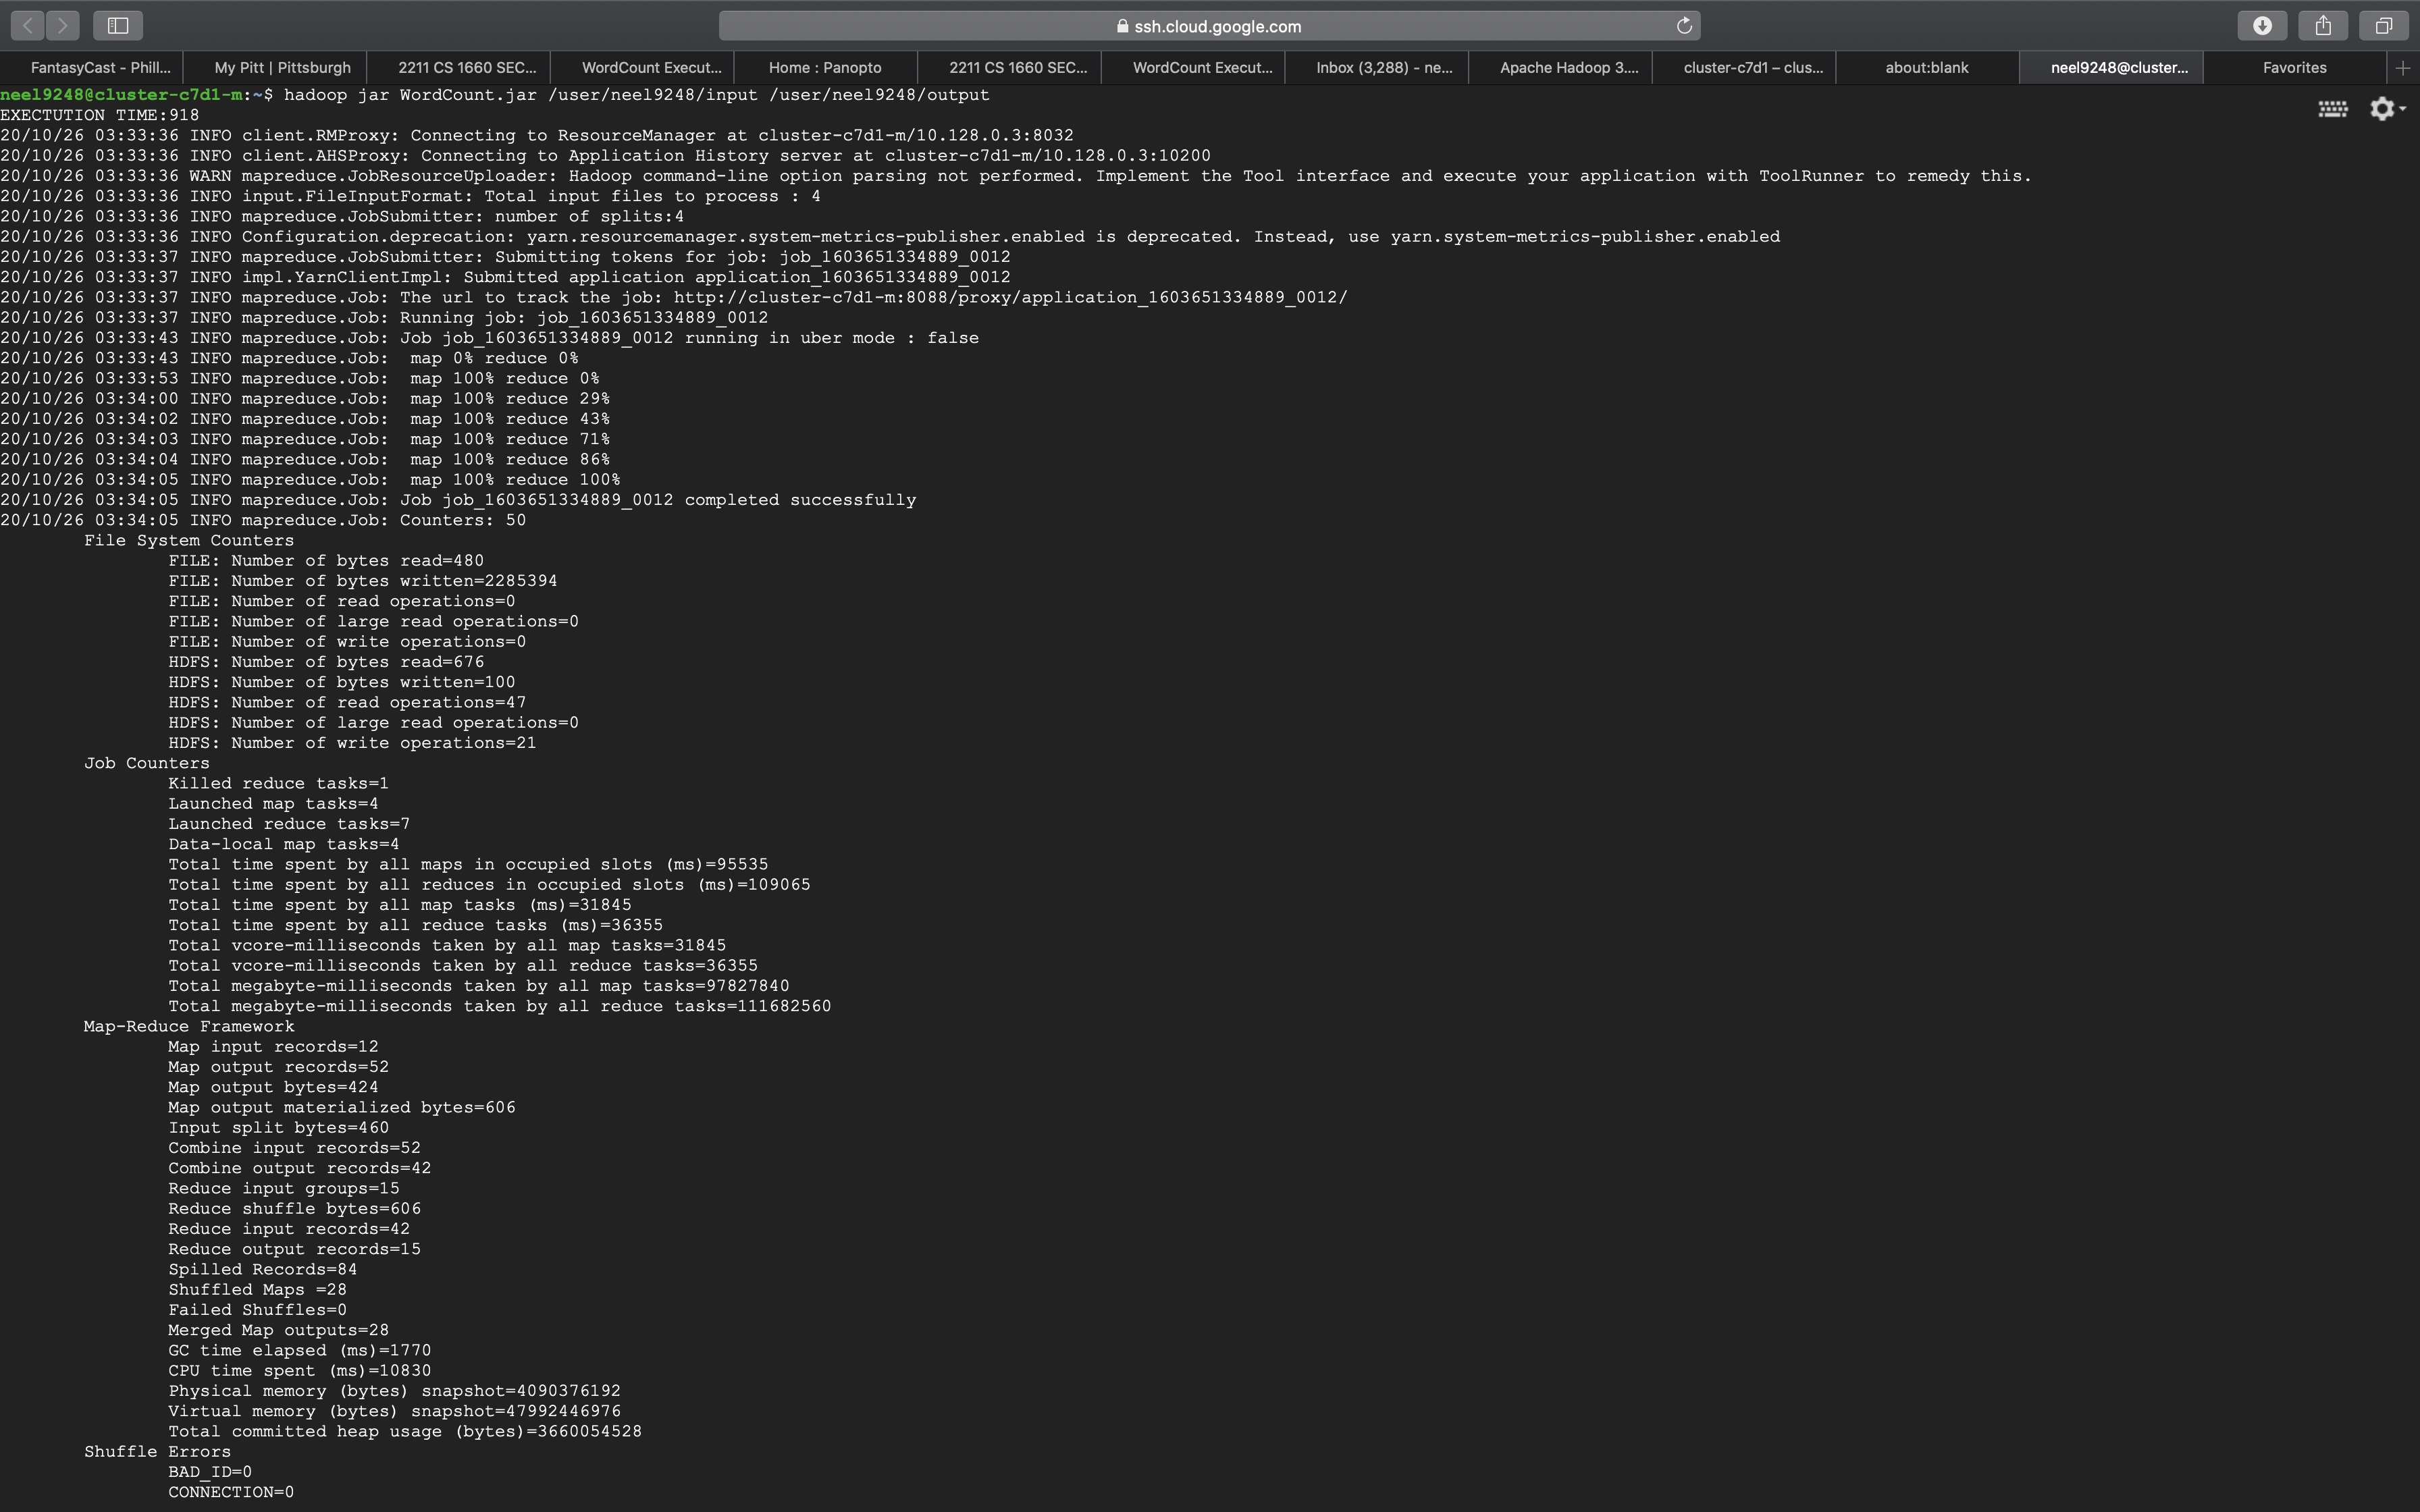 ssh.cloud.google.com
FantasyCast - Phill... My Pitt | Pittsburgh 2211 CS 1660 SEC... WordCount Execut... Home : Panopto 2211 CS 1660 SEC... WordCount Execut... Inbox (3,288) - ne... Apache Hadoop 3.... cluster-c7d1 – clus... about:blank neel9248@cluster... Favorites +
neel9248@cluster-c7d1-m:~$ hadoop jar WordCount.jar /user/neel9248/input /user/neel9248/output
EXECTUTION TIME:918
20/10/26 03:33:36 INFO client.RMProxy: Connecting to ResourceManager at cluster-c7d1-m/10.128.0.3:8032
20/10/26 03:33:36 INFO client.AHSProxy: Connecting to Application History server at cluster-c7d1-m/10.128.0.3:10200
20/10/26 03:33:36 WARN mapreduce.JobResourceUploader: Hadoop command-line option parsing not performed. Implement the Tool interface and execute your application with ToolRunner to remedy this.
20/10/26 03:33:36 INFO input.FileInputFormat: Total input files to process : 4
20/10/26 03:33:36 INFO mapreduce.JobSubmitter: number of splits:4
20/10/26 03:33:36 INFO Configuration.deprecation: yarn.resourcemanager.system-metrics-publisher.enabled is deprecated. Instead, use yarn.system-metrics-publisher.enabled
20/10/26 03:33:37 INFO mapreduce.JobSubmitter: Submitting tokens for job: job_1603651334889_0012
20/10/26 03:33:37 INFO impl.YarnClientImpl: Submitted application application_1603651334889_0012
20/10/26 03:33:37 INFO mapreduce.Job: The url to track the job: http://cluster-c7d1-m:8088/proxy/application_1603651334889_0012/
20/10/26 03:33:37 INFO mapreduce.Job: Running job: job_1603651334889_0012
20/10/26 03:33:43 INFO mapreduce.Job: Job job_1603651334889_0012 running in uber mode : false
20/10/26 03:33:43 INFO mapreduce.Job:  map 0% reduce 0%
20/10/26 03:33:53 INFO mapreduce.Job:  map 100% reduce 0%
20/10/26 03:34:00 INFO mapreduce.Job:  map 100% reduce 29%
20/10/26 03:34:02 INFO mapreduce.Job:  map 100% reduce 43%
20/10/26 03:34:03 INFO mapreduce.Job:  map 100% reduce 71%
20/10/26 03:34:04 INFO mapreduce.Job:  map 100% reduce 86%
20/10/26 03:34:05 INFO mapreduce.Job:  map 100% reduce 100%
20/10/26 03:34:05 INFO mapreduce.Job: Job job_1603651334889_0012 completed successfully
20/10/26 03:34:05 INFO mapreduce.Job: Counters: 50
File System Counters
FILE: Number of bytes read=480
FILE: Number of bytes written=2285394
FILE: Number of read operations=0
FILE: Number of large read operations=0
FILE: Number of write operations=0
HDFS: Number of bytes read=676
HDFS: Number of bytes written=100
HDFS: Number of read operations=47
HDFS: Number of large read operations=0
HDFS: Number of write operations=21
Job Counters
Killed reduce tasks=1
Launched map tasks=4
Launched reduce tasks=7
Data-local map tasks=4
Total time spent by all maps in occupied slots (ms)=95535
Total time spent by all reduces in occupied slots (ms)=109065
Total time spent by all map tasks (ms)=31845
Total time spent by all reduce tasks (ms)=36355
Total vcore-milliseconds taken by all map tasks=31845
Total vcore-milliseconds taken by all reduce tasks=36355
Total megabyte-milliseconds taken by all map tasks=97827840
Total megabyte-milliseconds taken by all reduce tasks=111682560
Map-Reduce Framework
Map input records=12
Map output records=52
Map output bytes=424
Map output materialized bytes=606
Input split bytes=460
Combine input records=52
Combine output records=42
Reduce input groups=15
Reduce shuffle bytes=606
Reduce input records=42
Reduce output records=15
Spilled Records=84
Shuffled Maps =28
Failed Shuffles=0
Merged Map outputs=28
GC time elapsed (ms)=1770
CPU time spent (ms)=10830
Physical memory (bytes) snapshot=4090376192
Virtual memory (bytes) snapshot=47992446976
Total committed heap usage (bytes)=3660054528
Shuffle Errors
BAD_ID=0
CONNECTION=0